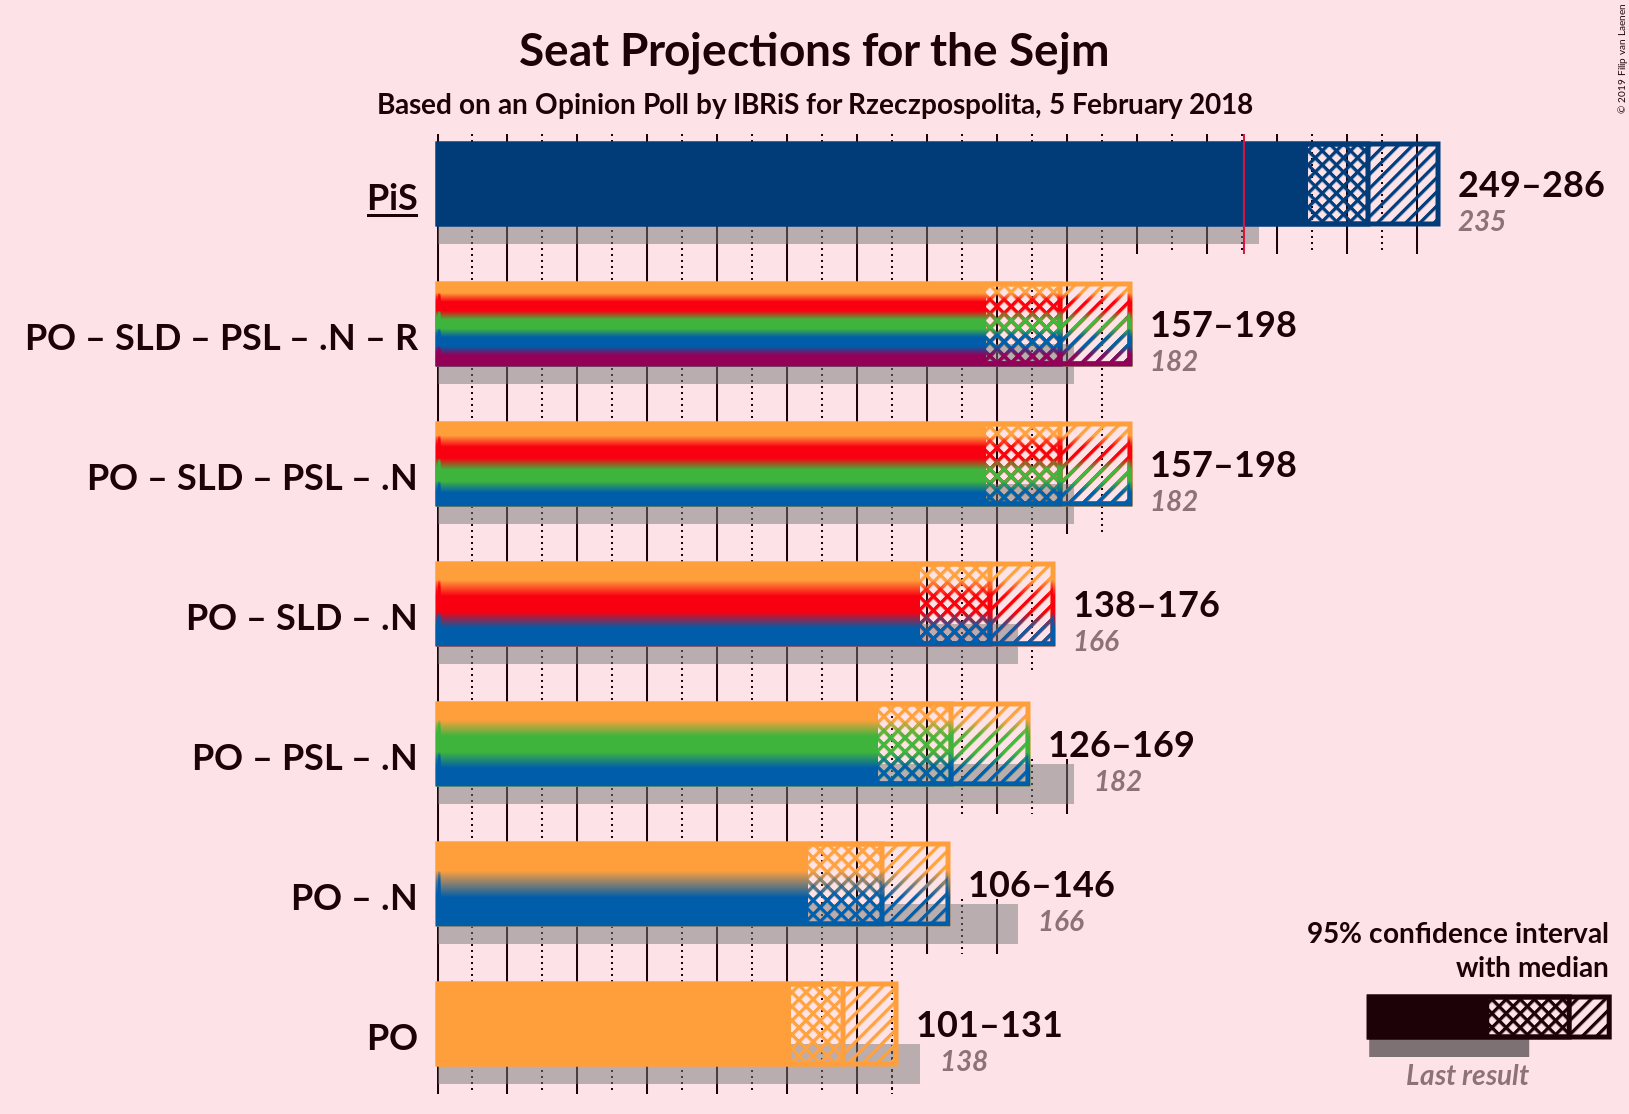 Seat Projections for the Sejm
Based on an Opinion Poll by IBRiS for Rzeczpospolita, 5 February 2018
© 2019 Filip van Laenen
PiS
249–286
235
PO – SLD – PSL – .N – R
157–198
182
PO – SLD – PSL – .N
157–198
182
PO – SLD – .N
138–176
166
PO – PSL – .N
126–169
182
PO – .N
106–146
166
PO
101–131
138
95% confidence interval
with median
Last result